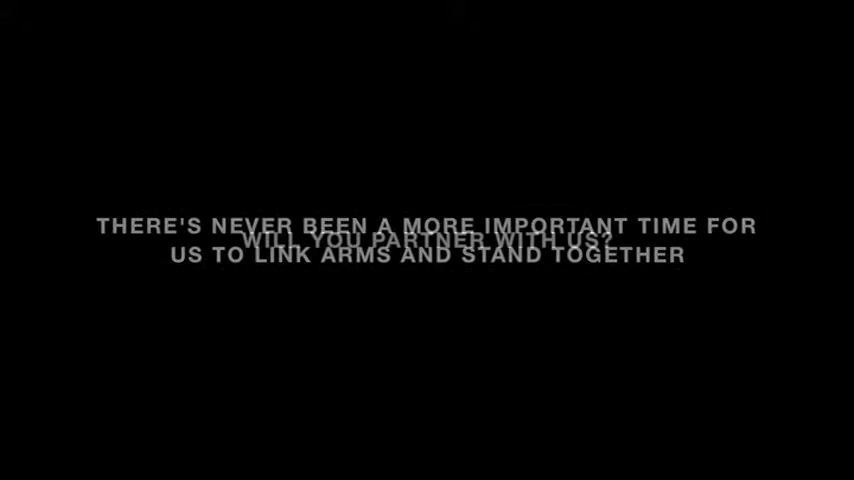 THERE'S NEVER BEEN A MORE IMPORTANT TIME FOR
WILL YOU PARTNER WITH US?
US TO LINK ARMS AND STAND TOGETHER